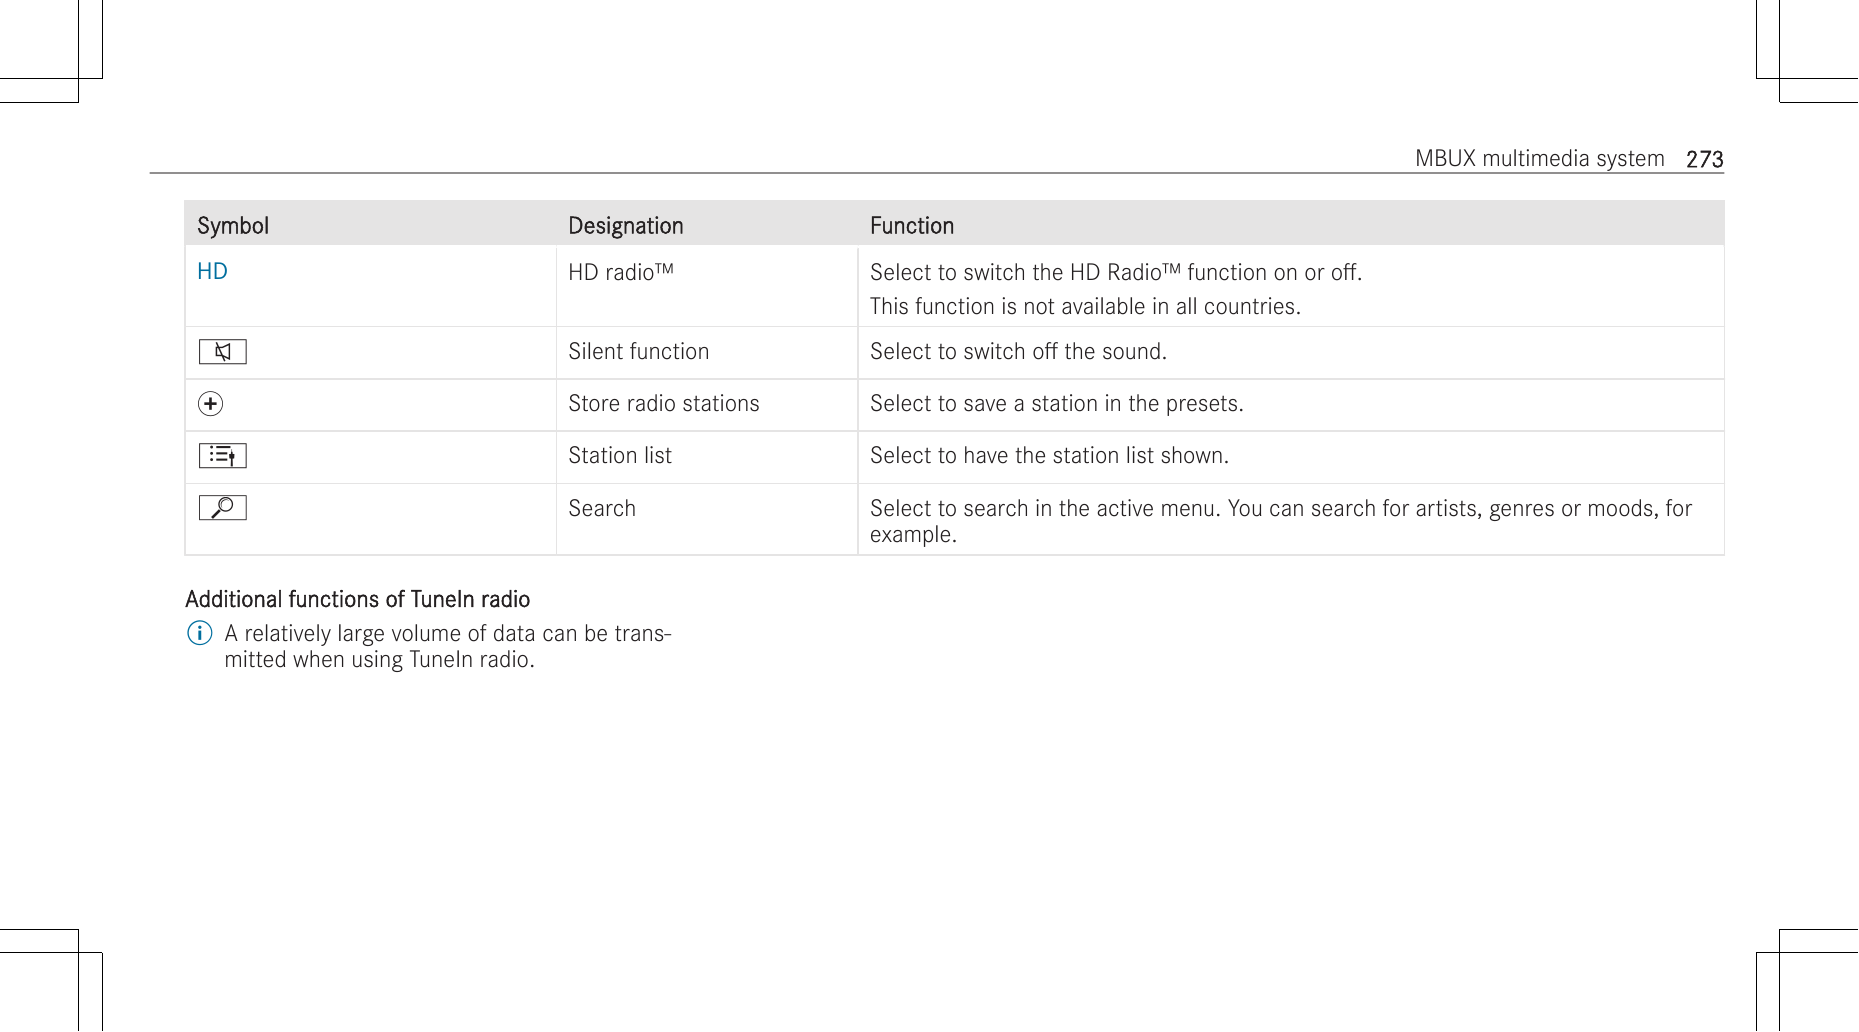 MBUX multimedia system 273
Symbol Designation Function
HD HD radio™ Select to switch the HD Radio™ function on or off.
This function is not available in all countries.
Silent function Select to switch off the sound.
Store radio stations Select to save a station in the presets.
Station list Select to have the station list shown.
Search Select to search in the active menu. You can search for artists, genres or moods, for
example.
Additional functions of TuneIn radio
A relatively large volume of data can be trans-
mitted when using TuneIn radio.